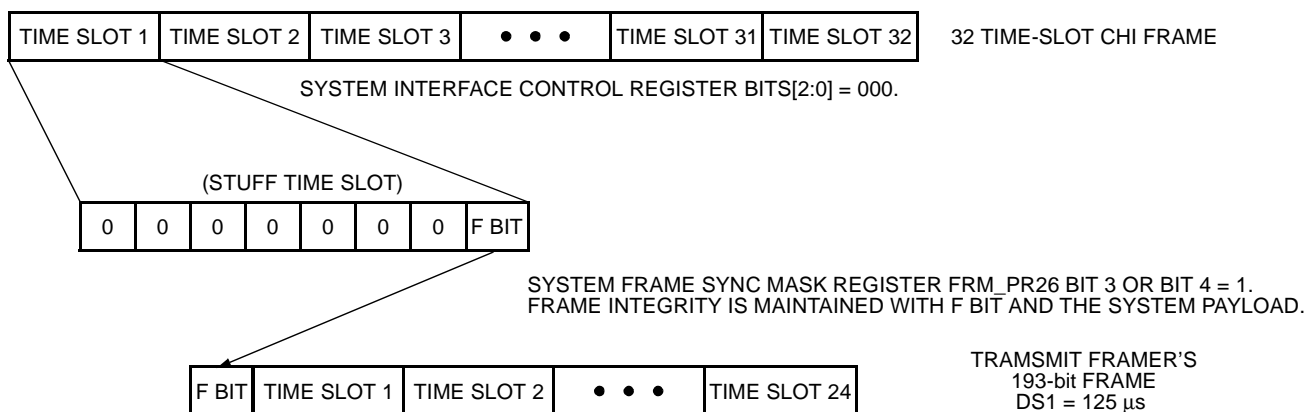 TIME SLOT 1 TIME SLOT 2 TIME SLOT 3 • • • TIME SLOT 31 TIME SLOT 32 32 TIME-SLOT CHI FRAME
SYSTEM INTERFACE CONTROL REGISTER BITS[2:0] = 000.
(STUFF TIME SLOT)
0 0 0 0 0 0 0 F BIT
SYSTEM FRAME SYNC MASK REGISTER FRM_PR26 BIT 3 OR BIT 4 = 1.
FRAME INTEGRITY IS MAINTAINED WITH F BIT AND THE SYSTEM PAYLOAD.
F BIT TIME SLOT 1 TIME SLOT 2 • • • TIME SLOT 24
TRAMSMIT FRAMER'S
193-bit FRAME
DS1 = 125 µs